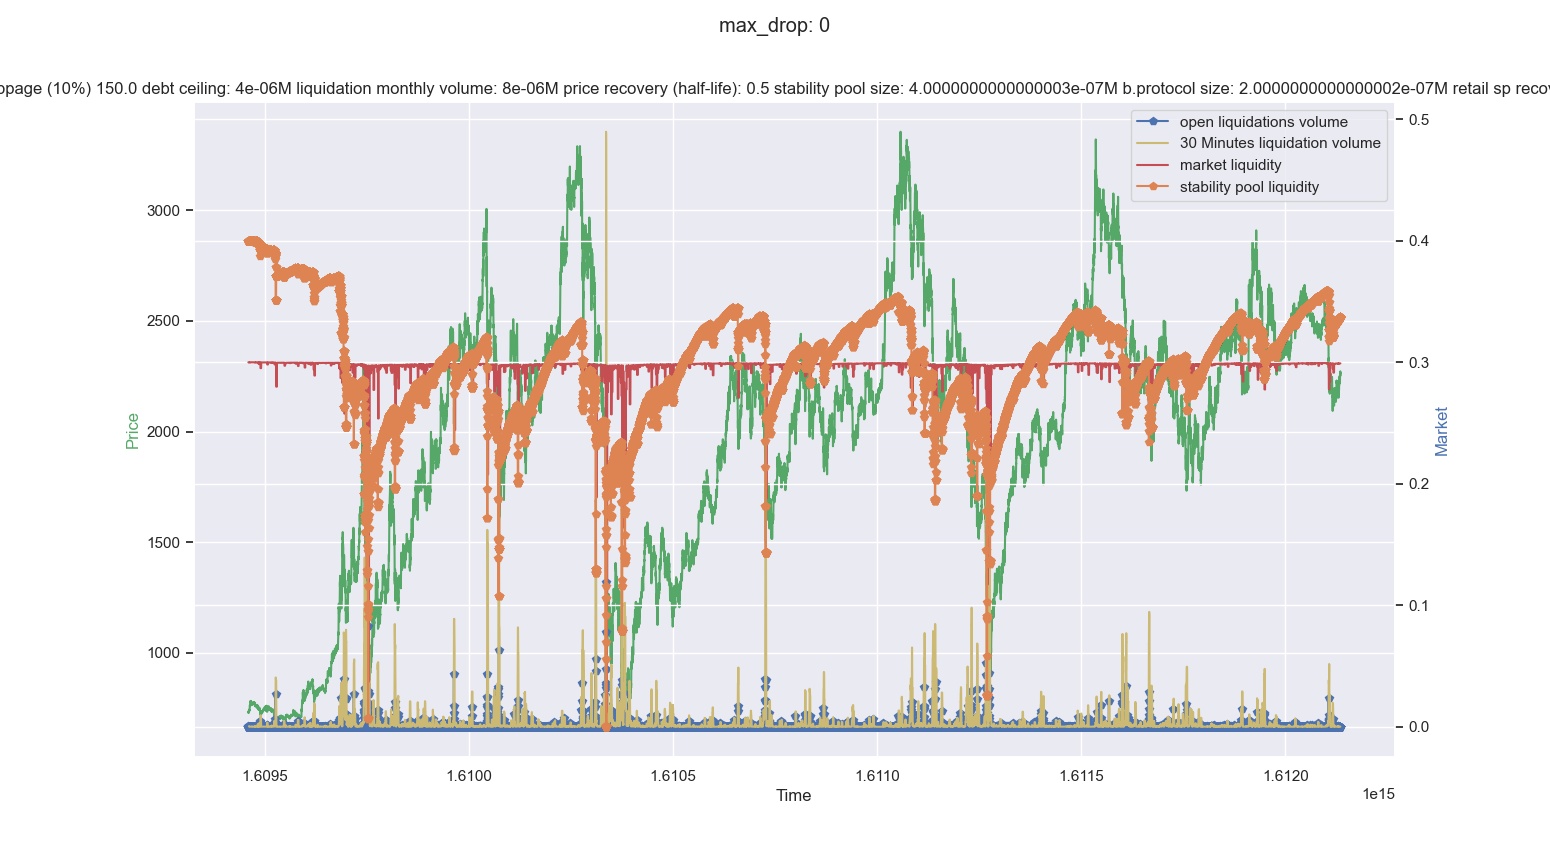 max_drop: 0
(10%) 150.0 debt ceiling: 4e-06M liquidation monthly volume: 8e-06M price recovery (half-life): 0.5 stability pool size: 4.0000000000000003e-07M b.protocol size: 2.0000000000000002e-07M retail sp
open liquidations volume
30 Minutes liquidation volume
market liquidity
stability pool liquidity
0.5
0.4
0.3
0.2
0.1
0.0
3000
2500
2000
1500
1000
Price
Market
1.6095
1.6100
1.6105
1.6110
1.6115
1.6120
Time
1e15